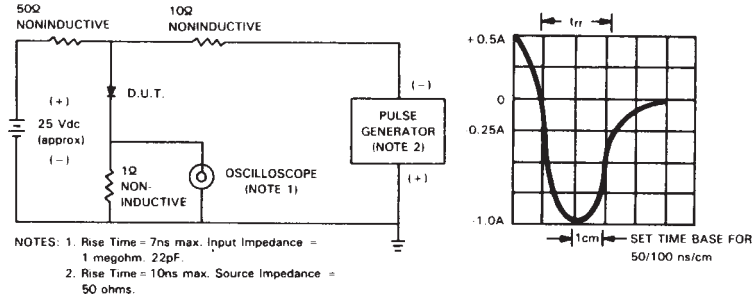 50Ω
NONINDUCTIVE
10Ω
NONINDUCTIVE
(+)
25 Vdc
(approx)
(−)
D.U.T.
1Ω
NON-
INDUCTIVE
OSCILLOSCOPE
(NOTE 1)
(−)
PULSE
GENERATOR
(NOTE 2)
(+)
NOTES: 1. Rise Time = 7ns max. Input Impedance =
1 megohm. 22pF.
2. Rise Time = 10ns max. Source Impedance =
50 ohms.
trr
+0.5A
0
-0.25A
-1.0A
1cm
SET TIME BASE FOR
50/100 ns/cm